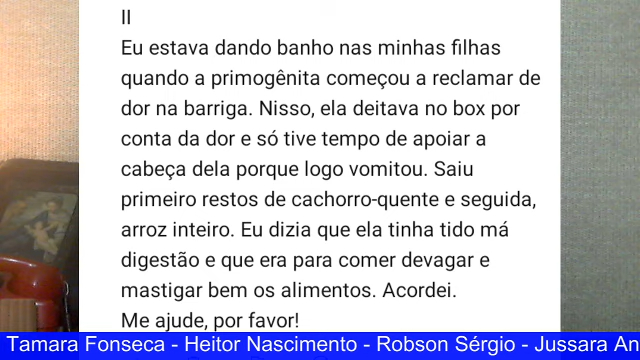 II
Eu estava dando banho nas minhas filhas
quando a primogênita começou a reclamar de
dor na barriga. Nisso, ela deitava no box por
conta da dor e só tive tempo de apoiar a
cabeça dela porque logo vomitou. Saiu
primeiro restos de cachorro-quente e seguida,
arroz inteiro. Eu dizia que ela tinha tido má
digestão e que era para comer devagar e
mastigar bem os alimentos. Acordei.
Me ajude, por favor!
Tamara Fonseca - Heitor Nascimento - Robson Sérgio - Jussara An